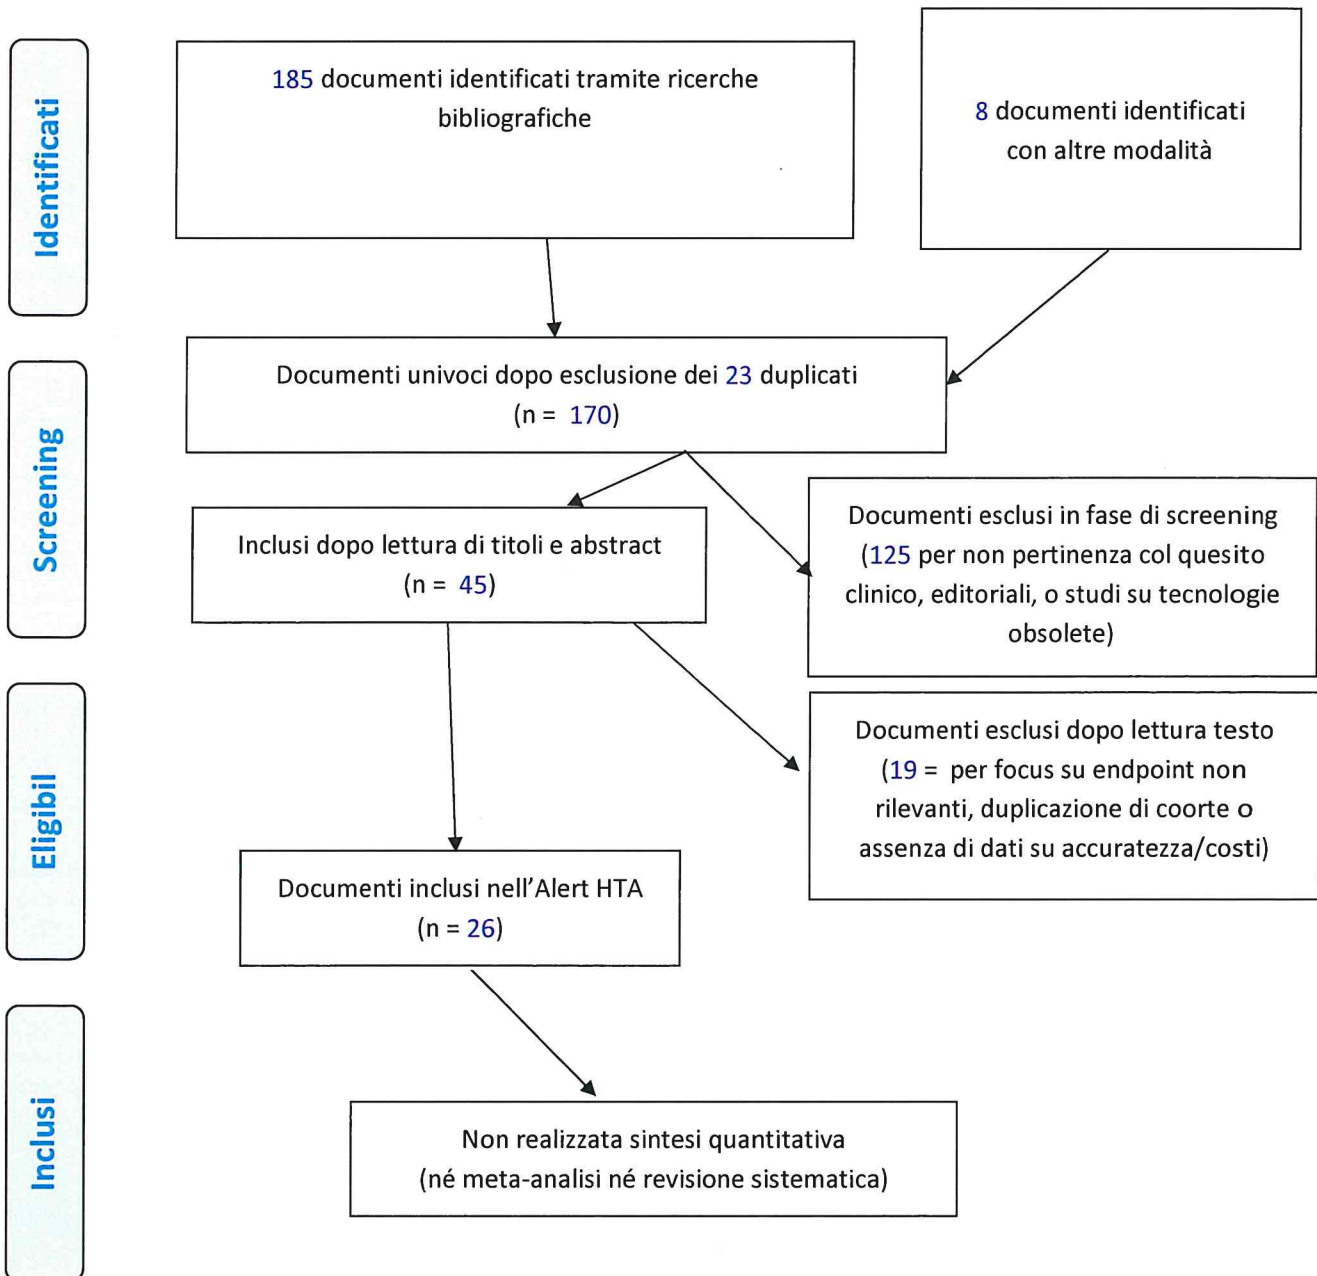 Identificati
185 documenti identificati tramite ricerche
bibliografiche
8 documenti identificati
con altre modalità
Screening
Documenti univoci dopo esclusione dei 23 duplicati
(n = 170)
Inclusi dopo lettura di titoli e abstract
(n = 45)
Documenti esclusi in fase di screening
(125 per non pertinenza col quesito
clinico, editoriali, o studi su tecnologie
obsolete)
Eligibil
Documenti esclusi dopo lettura testo
(19 = per focus su endpoint non
rilevanti, duplicazione di coorte o
assenza di dati su accuratezza/costi)
Documenti inclusi nell'Alert HTA
(n = 26)
Inclusi
Non realizzata sintesi quantitativa
(né meta-analisi né revisione sistematica)